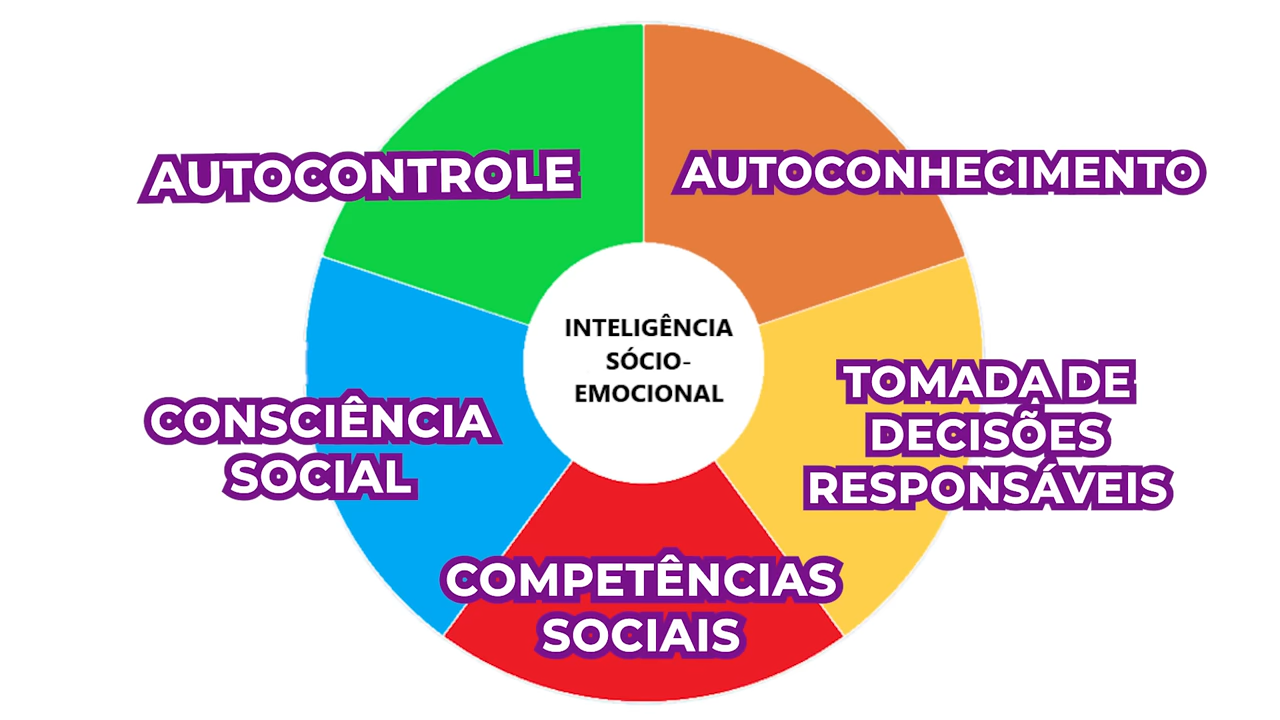 AUTOCONTROLE
AUTOCONHECIMENTO
INTELIGÊNCIA
SÓCIO-
EMOCIONAL
CONSCIÊNCIA
SOCIAL
TOMADA DE
DECISÕES
RESPONSÁVEIS
COMPETÊNCIAS
SOCIAIS